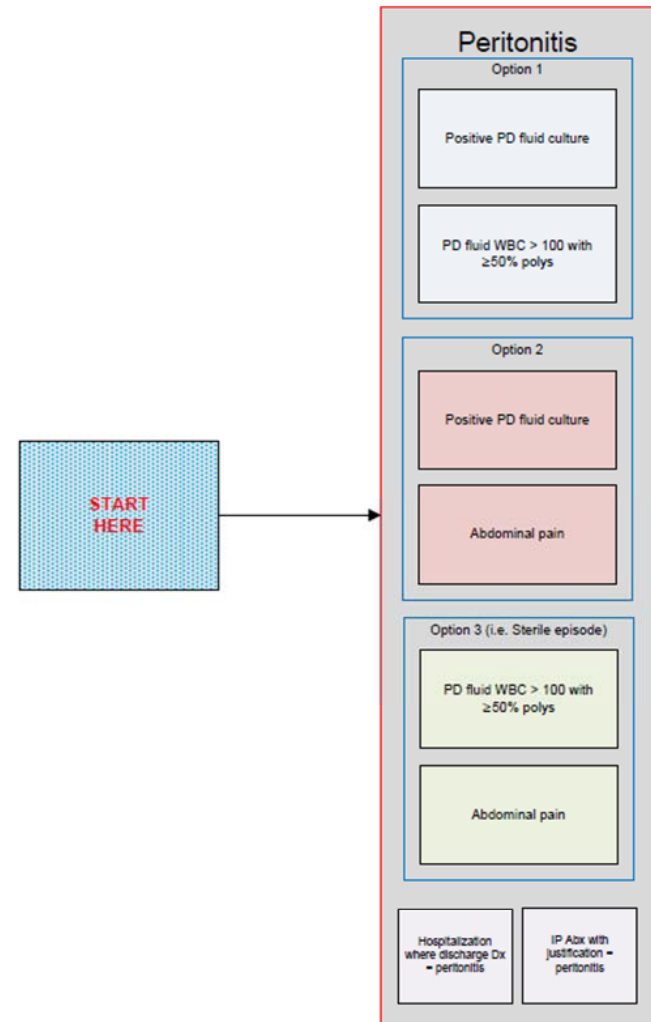 Peritonitis
Option 1
Positive PD fluid culture
PD fluid WBC > 100 with
≥50% polys
Option 2
Positive PD fluid culture
START
HERE
Abdominal pain
Option 3 (i.e. Sterile episode)
PD fluid WBC > 100 with
≥50% polys
Abdominal pain
Hospitalization
where discharge Dx
= peritonitis
IP Abx with
justification =
peritonitis